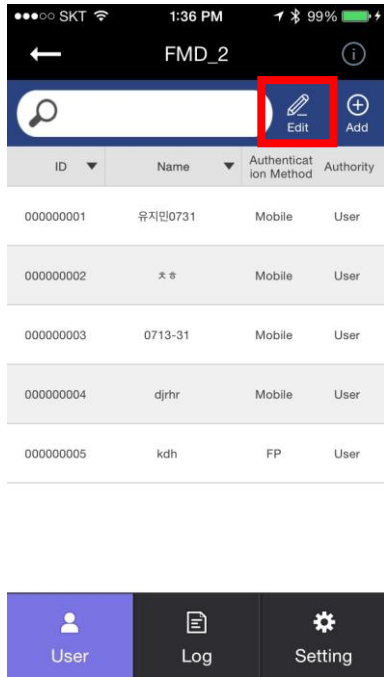 SKT 1:36 PM 99%
FMD_2
Edit Add
ID Name Authenticat Authority
ion Method
000000001 유지민0731 Mobile User
000000002 ㅊㅎ Mobile User
000000003 0713-31 Mobile User
000000004 djrhr Mobile User
000000005 kdh FP User
User Log Setting